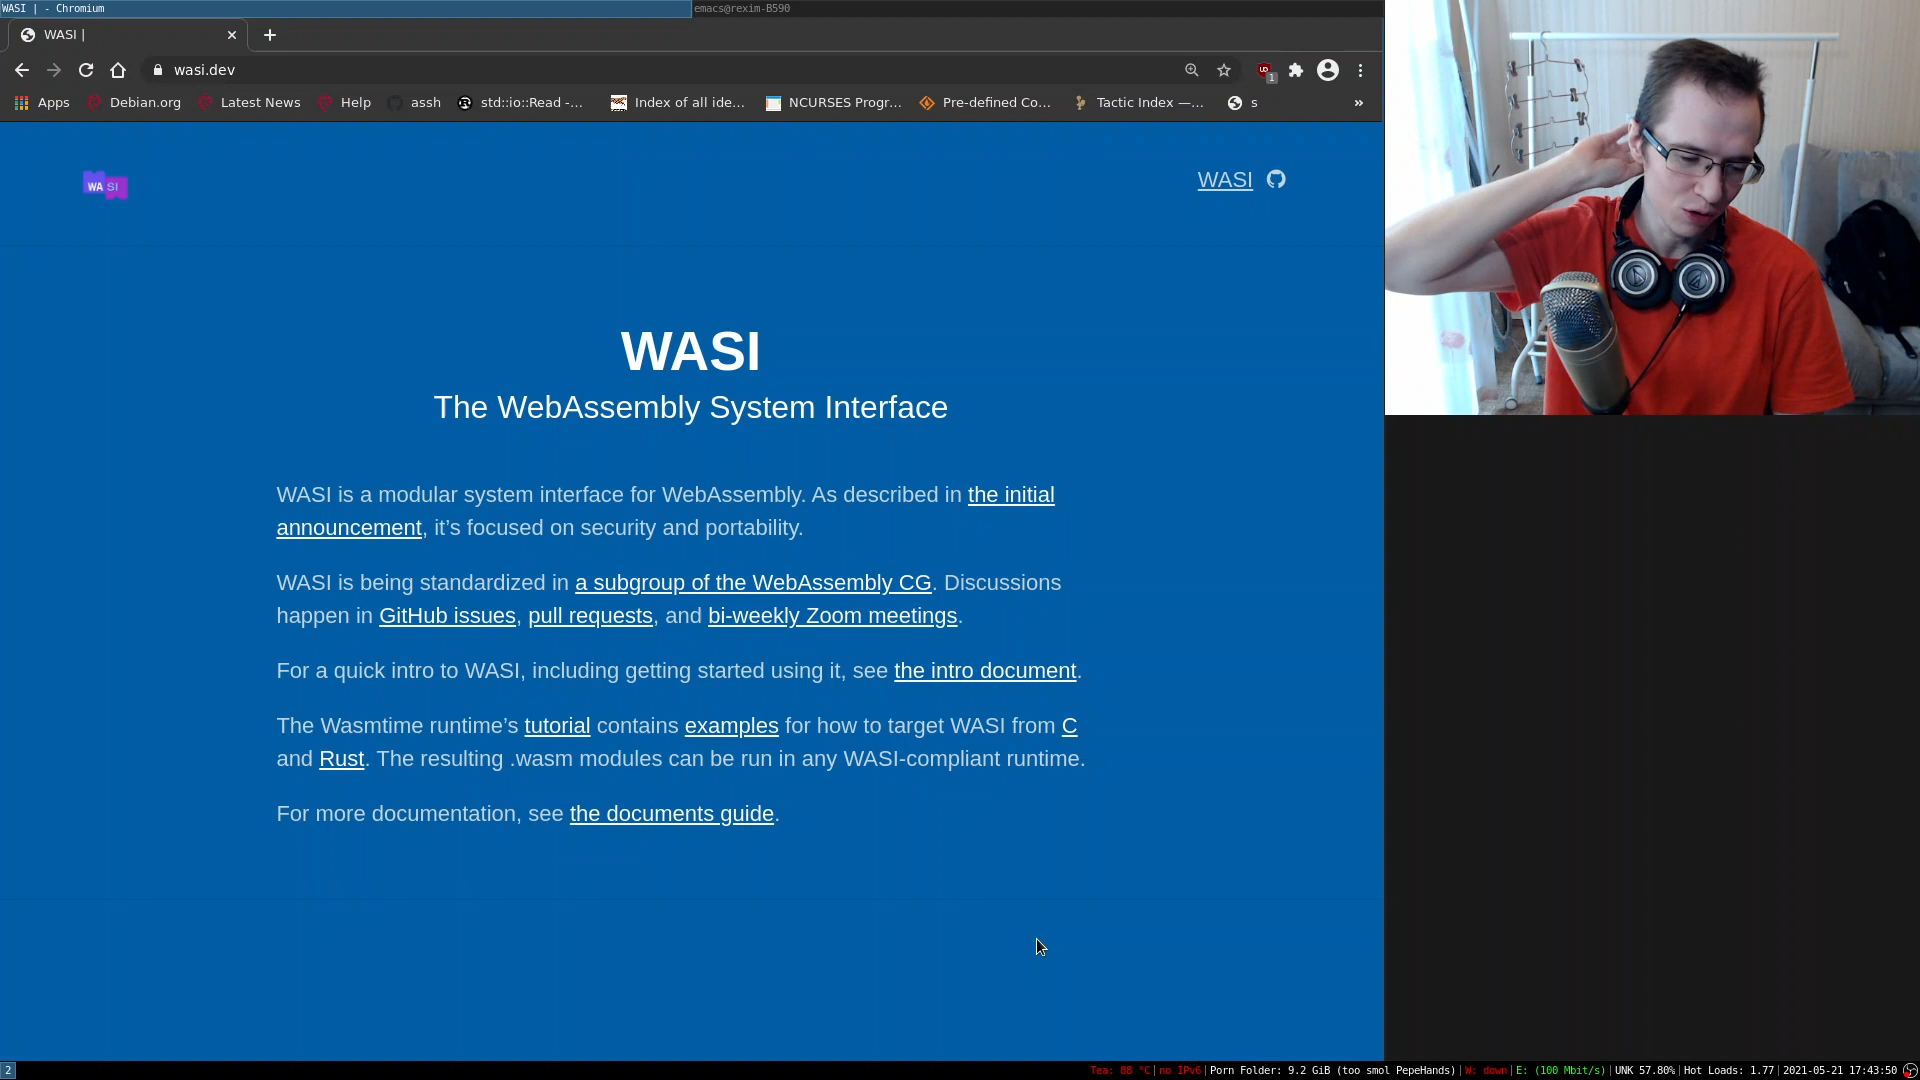 WASI | - Chromium
emacs@rexim-B590
WASI |
wasi.dev
1
Apps
Debian.org
Latest News
Help
assh
std::io::Read -...
Index of all ide...
NCURSES Progr...
Pre-defined Co...
Tactic Index —...
s
»
WA SI
WASI
WASI
The WebAssembly System Interface
WASI is a modular system interface for WebAssembly. As described in the initial
announcement, it’s focused on security and portability.
WASI is being standardized in a subgroup of the WebAssembly CG. Discussions
happen in GitHub issues, pull requests, and bi-weekly Zoom meetings.
For a quick intro to WASI, including getting started using it, see the intro document.
The Wasmtime runtime’s tutorial contains examples for how to target WASI from C
and Rust. The resulting .wasm modules can be run in any WASI-compliant runtime.
For more documentation, see the documents guide.
2
Tea: 88 °C|no IPv6|Porn Folder: 9.2 GiB (too smol PepeHands)|W: down|E: (100 Mbit/s)|UNK 57.80%|Hot Loads: 1.77|2021-05-21 17:43:50